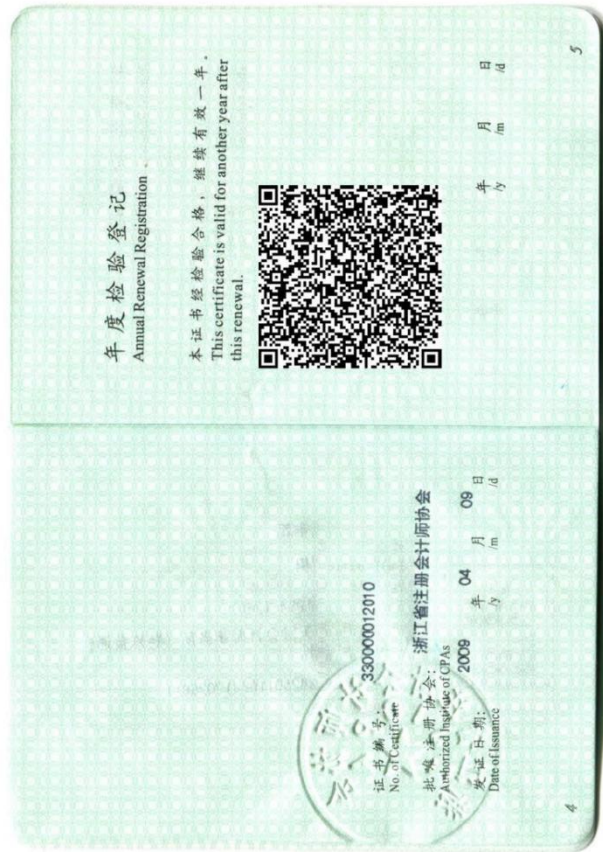 年度检验登记
Annual Renewal Registration
本证书经检验合格，继续有效一年。
This certificate is valid for another year after
this renewal.
年 月 日
/y /m /d
5
证书编号:
No. of Certificate
330000012010
批准注册协会: 浙江省注册会计师协会
Authorized Institute of CPAs
发证日期: 2009 年 04 月 09 日
Date of Issuance /y /m /d
4